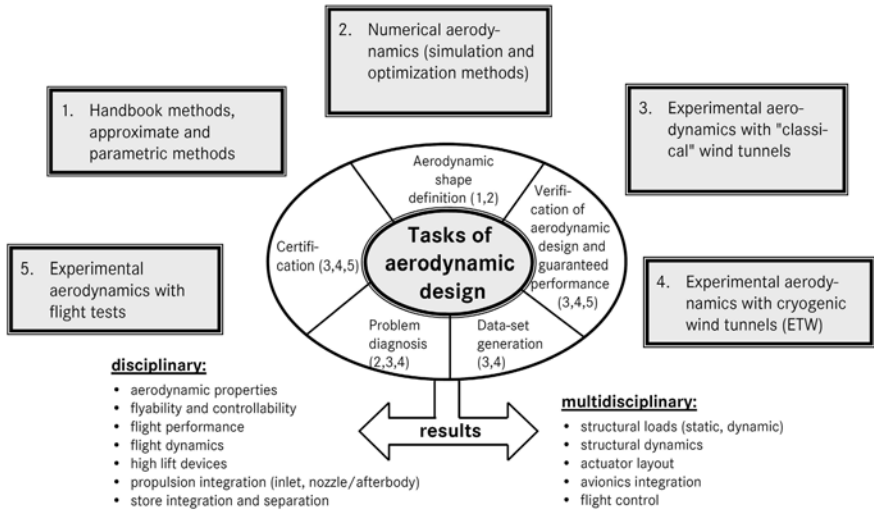 2. Numerical aerody-
namics (simulation and
optimization methods)
1. Handbook methods,
approximate and
parametric methods
3. Experimental aero-
dynamics with "classi-
cal" wind tunnels
Aerodynamic
shape
definition (1,2)
Verifi-
cation of
aerodynamic
design and
guaranteed
performance
(3,4,5)
Certifi-
cation (3,4,5)
Tasks of
aerodynamic
design
5. Experimental
aerodynamics with
flight tests
4. Experimental aerody-
namics with cryogenic
wind tunnels (ETW)
Problem
diagnosis
(2,3,4)
Data-set
generation
(3,4)
results
disciplinary:
• aerodynamic properties
• flyability and controllability
• flight performance
• flight dynamics
• high lift devices
• propulsion integration (inlet, nozzle/afterbody)
• store integration and separation
multidisciplinary:
• structural loads (static, dynamic)
• structural dynamics
• actuator layout
• avionics integration
• flight control